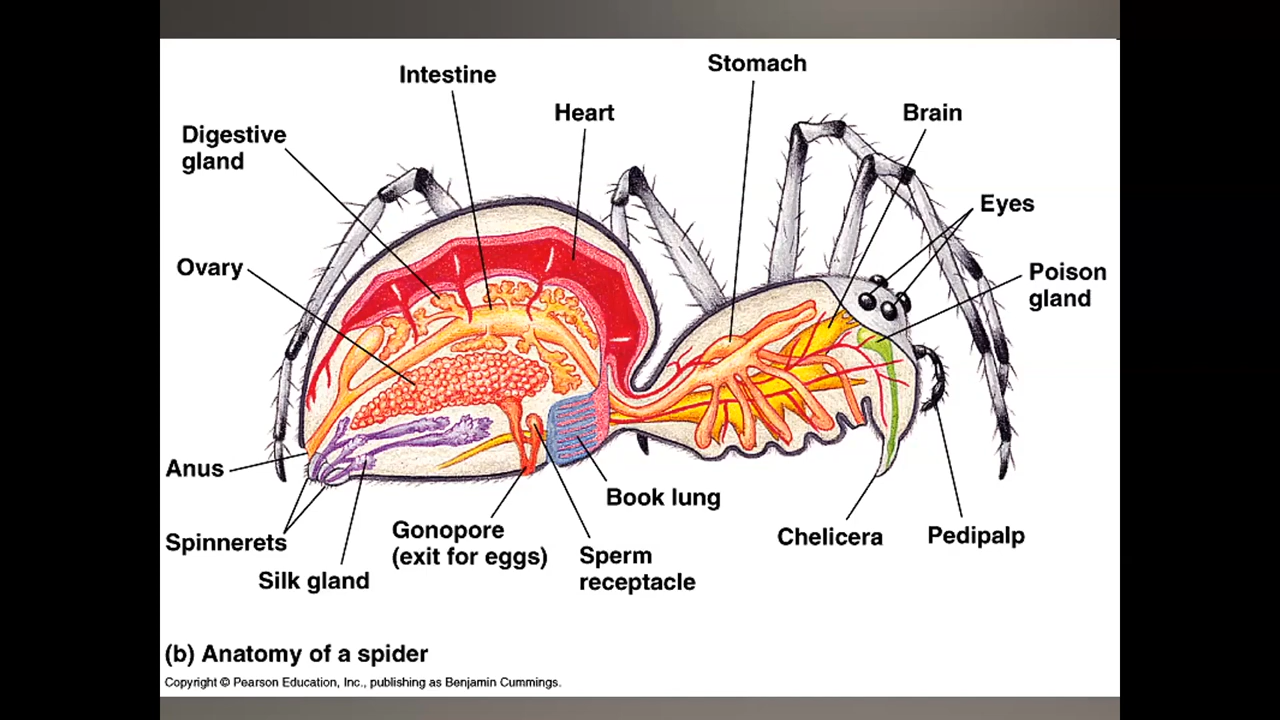 Stomach
Intestine
Heart
Brain
Digestive
gland
Eyes
Ovary
Poison
gland
Anus
Book lung
Spinnerets
Gonopore
(exit for eggs)
Sperm
receptacle
Chelicera
Pedipalp
Silk gland
(b) Anatomy of a spider
Copyright © Pearson Education, Inc., publishing as Benjamin Cummings.